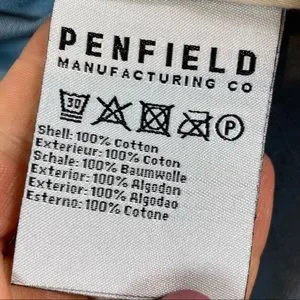 PENFIELD
MANUFACTURING CO
30 P
Shell: 100% Cotton
Exterieur: 100% Coton
Schale: 100% Baumwolle
Exterior: 100% Algodon
Exterior: 100% Algodao
Esterno: 100% Cotone